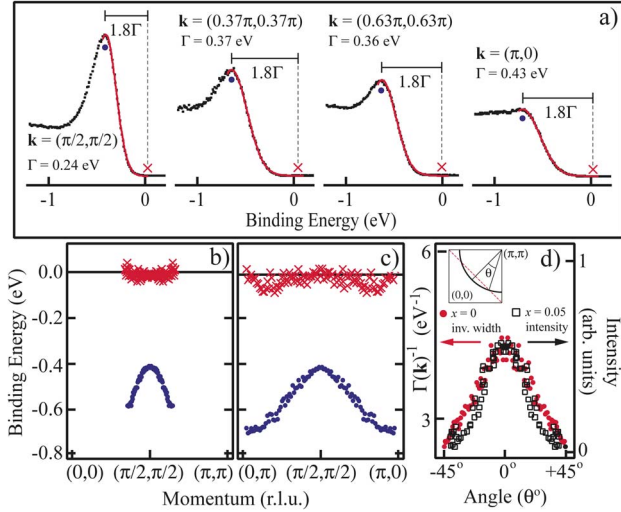 a)
k = (π/2,π/2)
Γ = 0.24 eV
1.8Γ
k = (0.37π,0.37π)
Γ = 0.37 eV
1.8Γ
k = (0.63π,0.63π)
Γ = 0.36 eV
1.8Γ
k = (π,0)
Γ = 0.43 eV
1.8Γ
-1 0 -1 0 -1 0 -1 0
Binding Energy (eV)
b)
c)
d)
Binding Energy (eV)
0.0
-0.2
-0.4
-0.6
-0.8
(0,0) (π/2,π/2) (π,π)
(0,π) (π/2,π/2) (π,0)
Momentum (r.l.u.)
Γ(k)⁻¹ (eV⁻¹)
6
3
(π,π)
θ
(0,0)
x = 0
inv. width
x = 0.05
intensity
1
0
Intensity
(arb. units)
-45° 0° +45°
Angle (θ°)